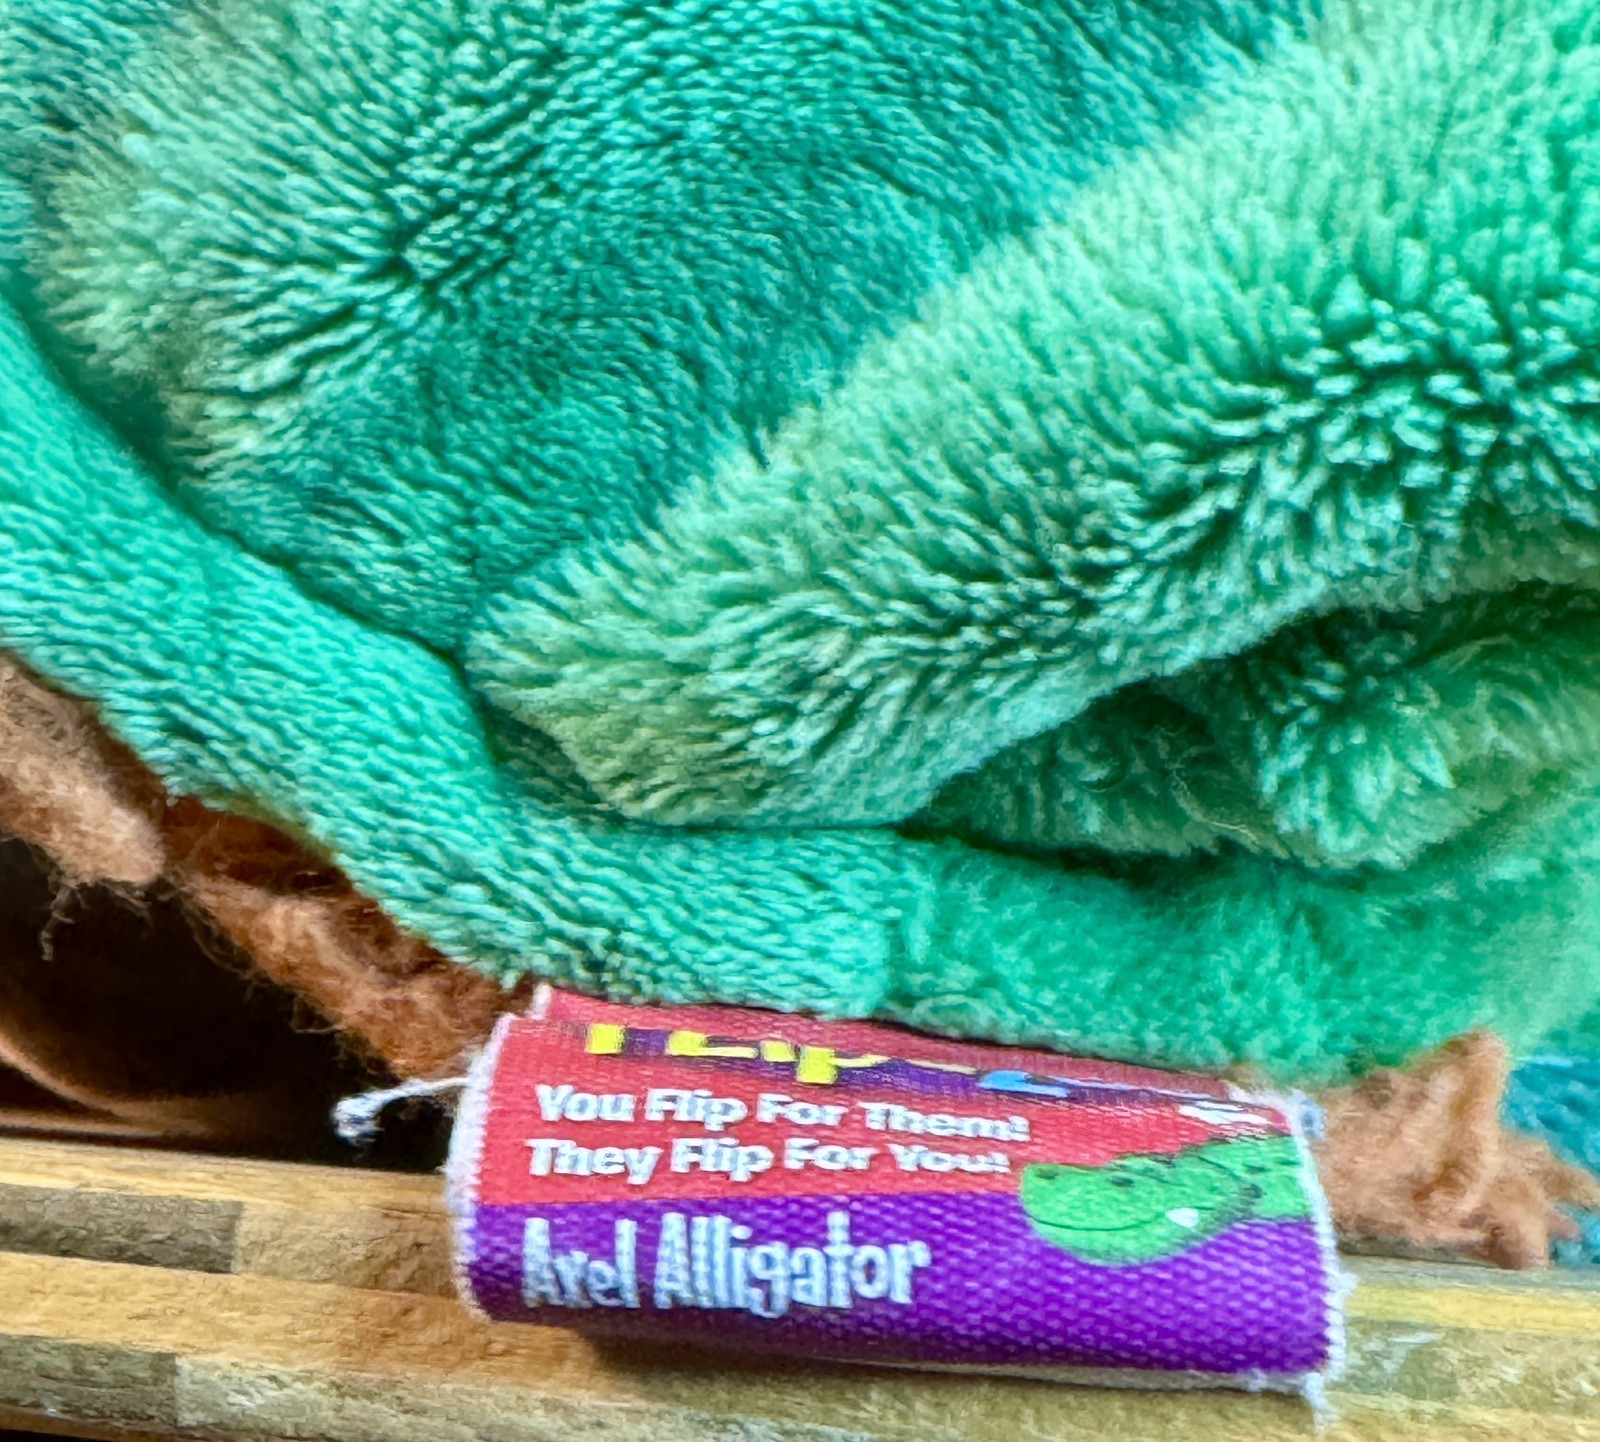 You Flip For Them!
They Flip For You!
Axel Alligator